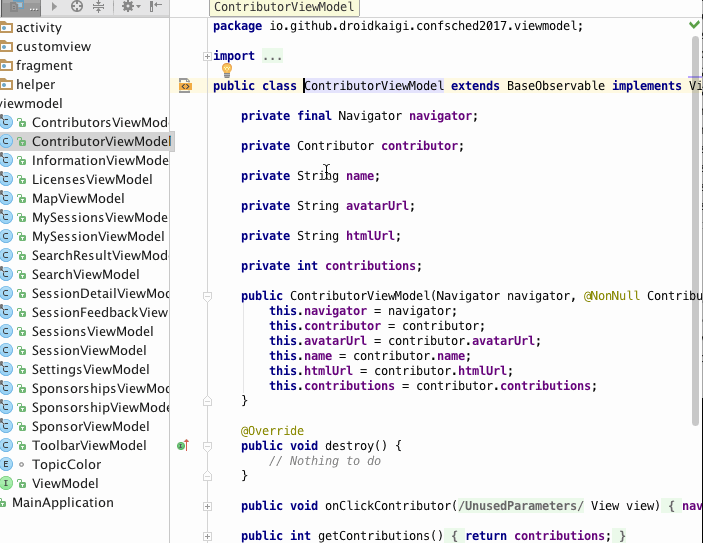 ContributorViewModel
activity
customview
fragment
helper
viewmodel
ContributorsViewMod
ContributorViewModel
InformationViewMode
LicensesViewModel
MapViewModel
MySessionsViewMode
MySessionViewModel
SearchResultViewMode
SearchViewModel
SessionDetailViewMod
SessionFeedbackView
SessionsViewModel
SessionViewModel
SettingsViewModel
SponsorshipsViewMod
SponsorshipViewMode
SponsorViewModel
ToolbarViewModel
TopicColor
ViewModel
MainApplication
package io.github.droidkaigi.confsched2017.viewmodel;
import ...
public class ContributorViewModel extends BaseObservable implements Vi
private final Navigator navigator;
private Contributor contributor;
private String name;
private String avatarUrl;
private String htmlUrl;
private int contributions;
public ContributorViewModel(Navigator navigator, @NonNull Contribu
this.navigator = navigator;
this.contributor = contributor;
this.avatarUrl = contributor.avatarUrl;
this.name = contributor.name;
this.htmlUrl = contributor.htmlUrl;
this.contributions = contributor.contributions;
}
@Override
public void destroy() {
// Nothing to do
}
public void onClickContributor(/UnusedParameters/ View view) { nav
public int getContributions() { return contributions; }